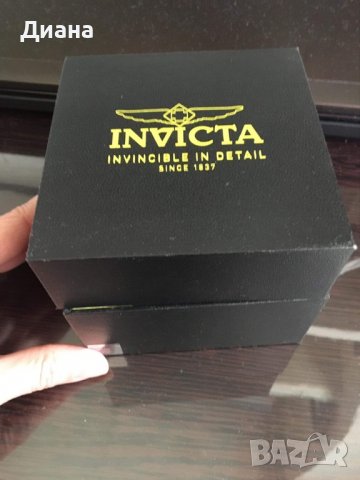 Диана
INVICTA
INVINCIBLE IN DETAIL
SINCE 1837
BAZAR